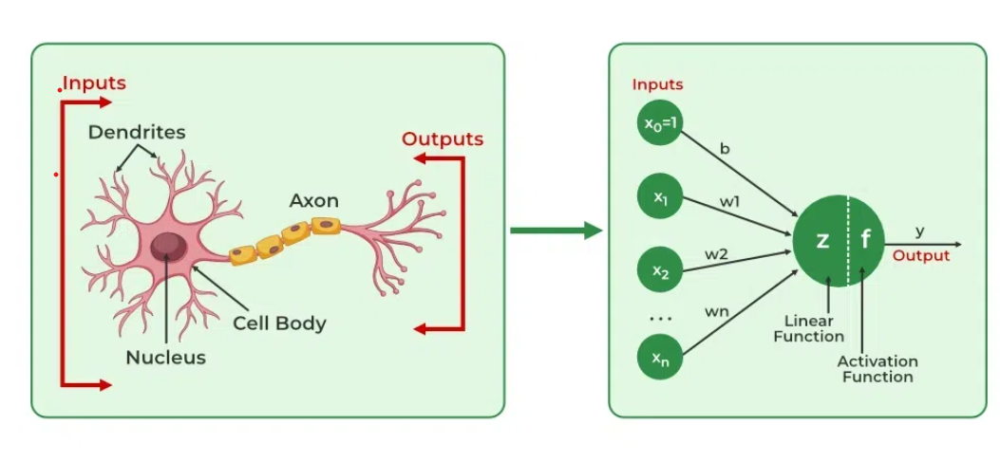 Inputs
Dendrites
Outputs
Axon
Cell Body
Nucleus
Inputs
x₀=1
b
x₁
w1
x₂
w2
...
wn
xₙ
z
f
y
Output
Linear
Function
Activation
Function